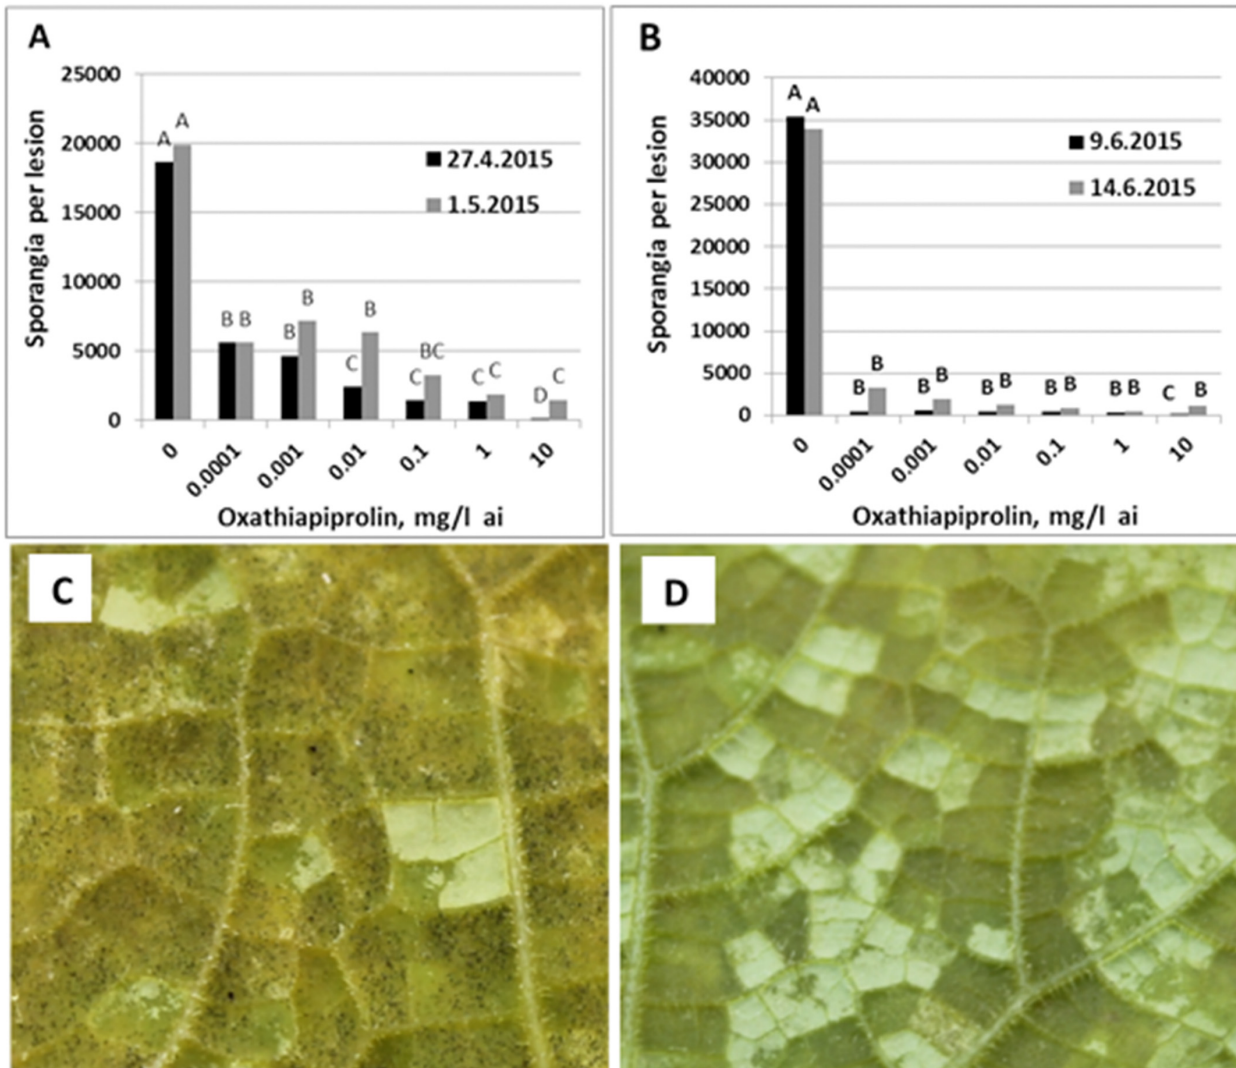 A
25000
20000
15000
10000
5000
0
Sporangia per lesion
A A
B B
B B
C B
C BC
C C
D C
27.4.2015
1.5.2015
0 0.0001 0.001 0.01 0.1 1 10
Oxathiapiprolin, mg/l ai
B
40000
35000
30000
25000
20000
15000
10000
5000
0
Sporangia per lesion
A A
B B
B B
B B
B B
B B
C B
9.6.2015
14.6.2015
0 0.0001 0.001 0.01 0.1 1 10
Oxathiapiprolin, mg/l ai
C
D